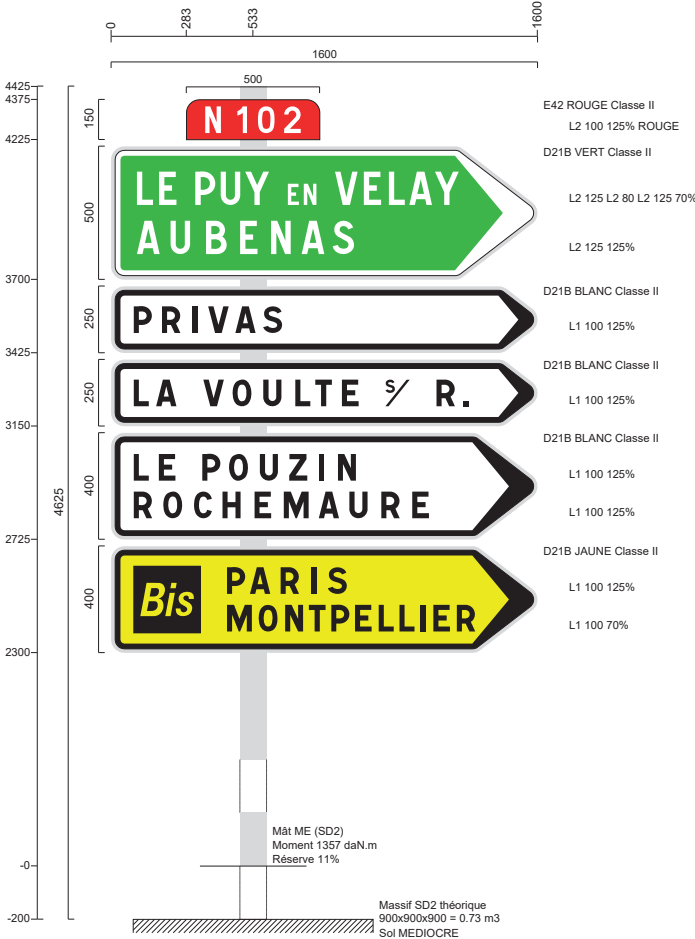 0
283
533
1600
1600
500
4425
4375
4225
3700
3425
3150
2725
2300
-0
-200
4625
150
500
250
250
400
400
N 102
LE PUY EN VELAY
AUBENAS
PRIVAS
LA VOULTE S/ R.
LE POUZIN
ROCHEMAURE
Bis
PARIS
MONTPELLIER
E42 ROUGE Classe II
L2 100 125% ROUGE
D21B VERT Classe II
L2 125 L2 80 L2 125 70%
L2 125 125%
D21B BLANC Classe II
L1 100 125%
D21B BLANC Classe II
L1 100 125%
D21B BLANC Classe II
L1 100 125%
L1 100 125%
D21B JAUNE Classe II
L1 100 125%
L1 100 70%
Mât ME (SD2)
Moment 1357 daN.m
Réserve 11%
Massif SD2 théorique
900x900x900 = 0.73 m3
Sol MEDIOCRE